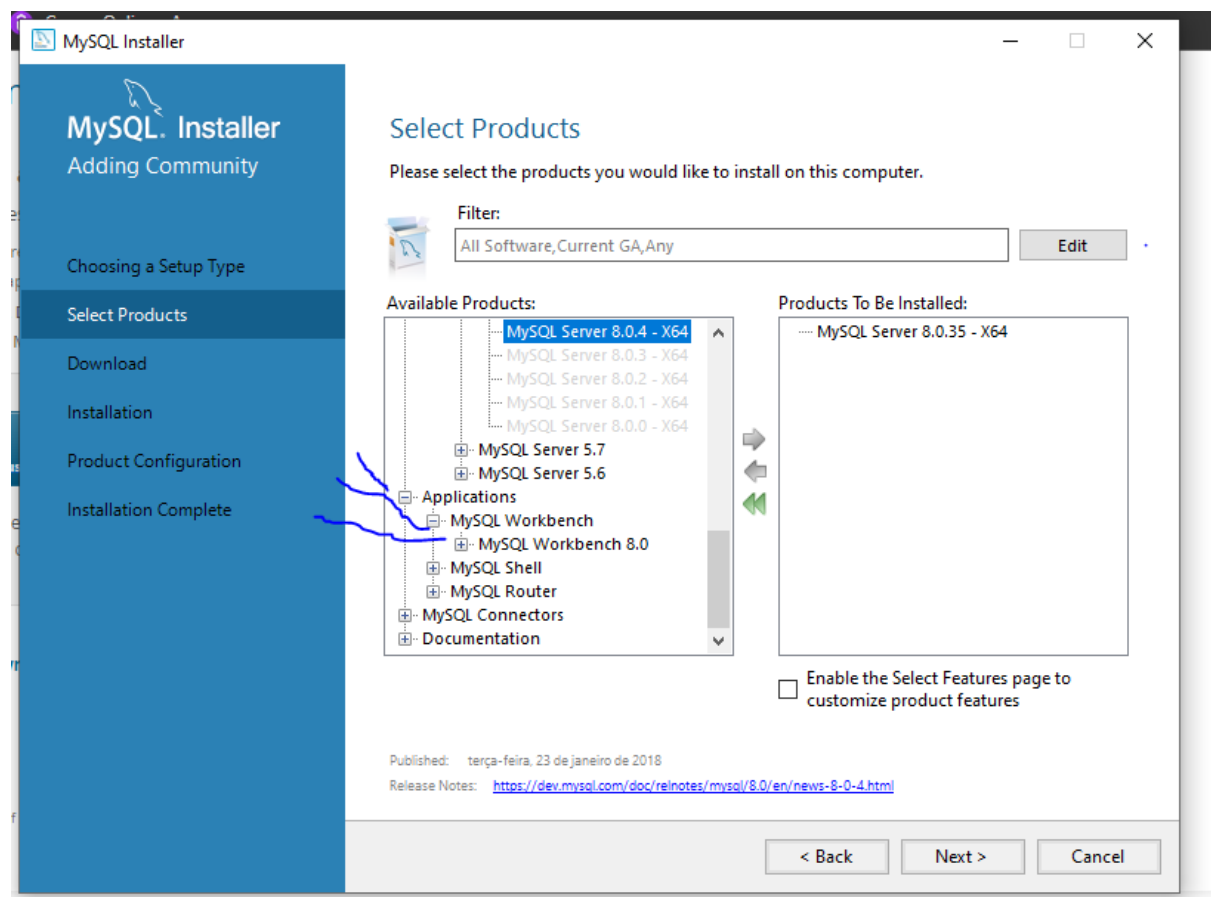 MySQL Installer
MySQL. Installer
Adding Community
Choosing a Setup Type
Select Products
Download
Installation
Product Configuration
Installation Complete
Select Products
Please select the products you would like to install on this computer.
Filter:
All Software,Current GA,Any
Edit
Available Products:
MySQL Server 8.0.4 - X64
MySQL Server 8.0.3 - X64
MySQL Server 8.0.2 - X64
MySQL Server 8.0.1 - X64
MySQL Server 8.0.0 - X64
MySQL Server 5.7
MySQL Server 5.6
Applications
MySQL Workbench
MySQL Workbench 8.0
MySQL Shell
MySQL Router
MySQL Connectors
Documentation
Products To Be Installed:
MySQL Server 8.0.35 - X64
Enable the Select Features page to
customize product features
Published: terça-feira, 23 de janeiro de 2018
Release Notes: https://dev.mysql.com/doc/relnotes/mysql/8.0/en/news-8-0-4.html
< Back
Next >
Cancel